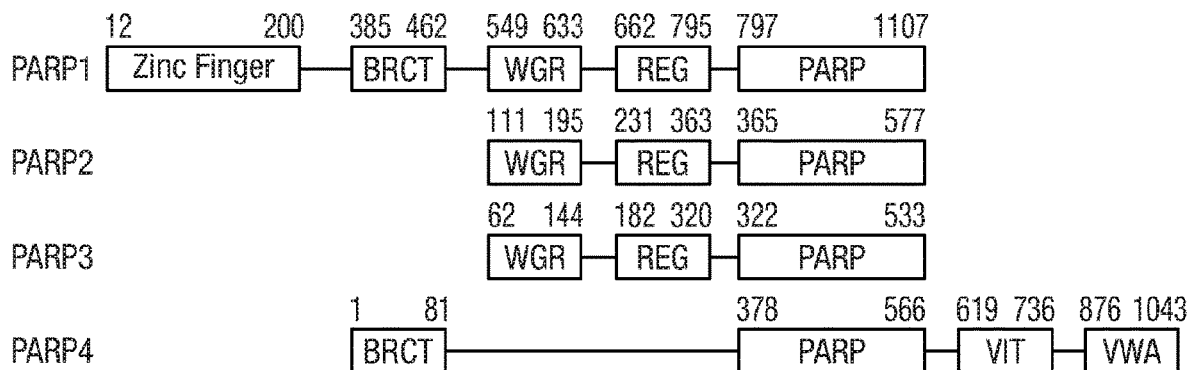 12 200 385 462 549 633 662 795 797 1107
PARP1 Zinc Finger BRCT WGR REG PARP
111 195 231 363 365 577
PARP2 WGR REG PARP
62 144 182 320 322 533
PARP3 WGR REG PARP
1 81 378 566 619 736 876 1043
PARP4 BRCT PARP VIT VWA